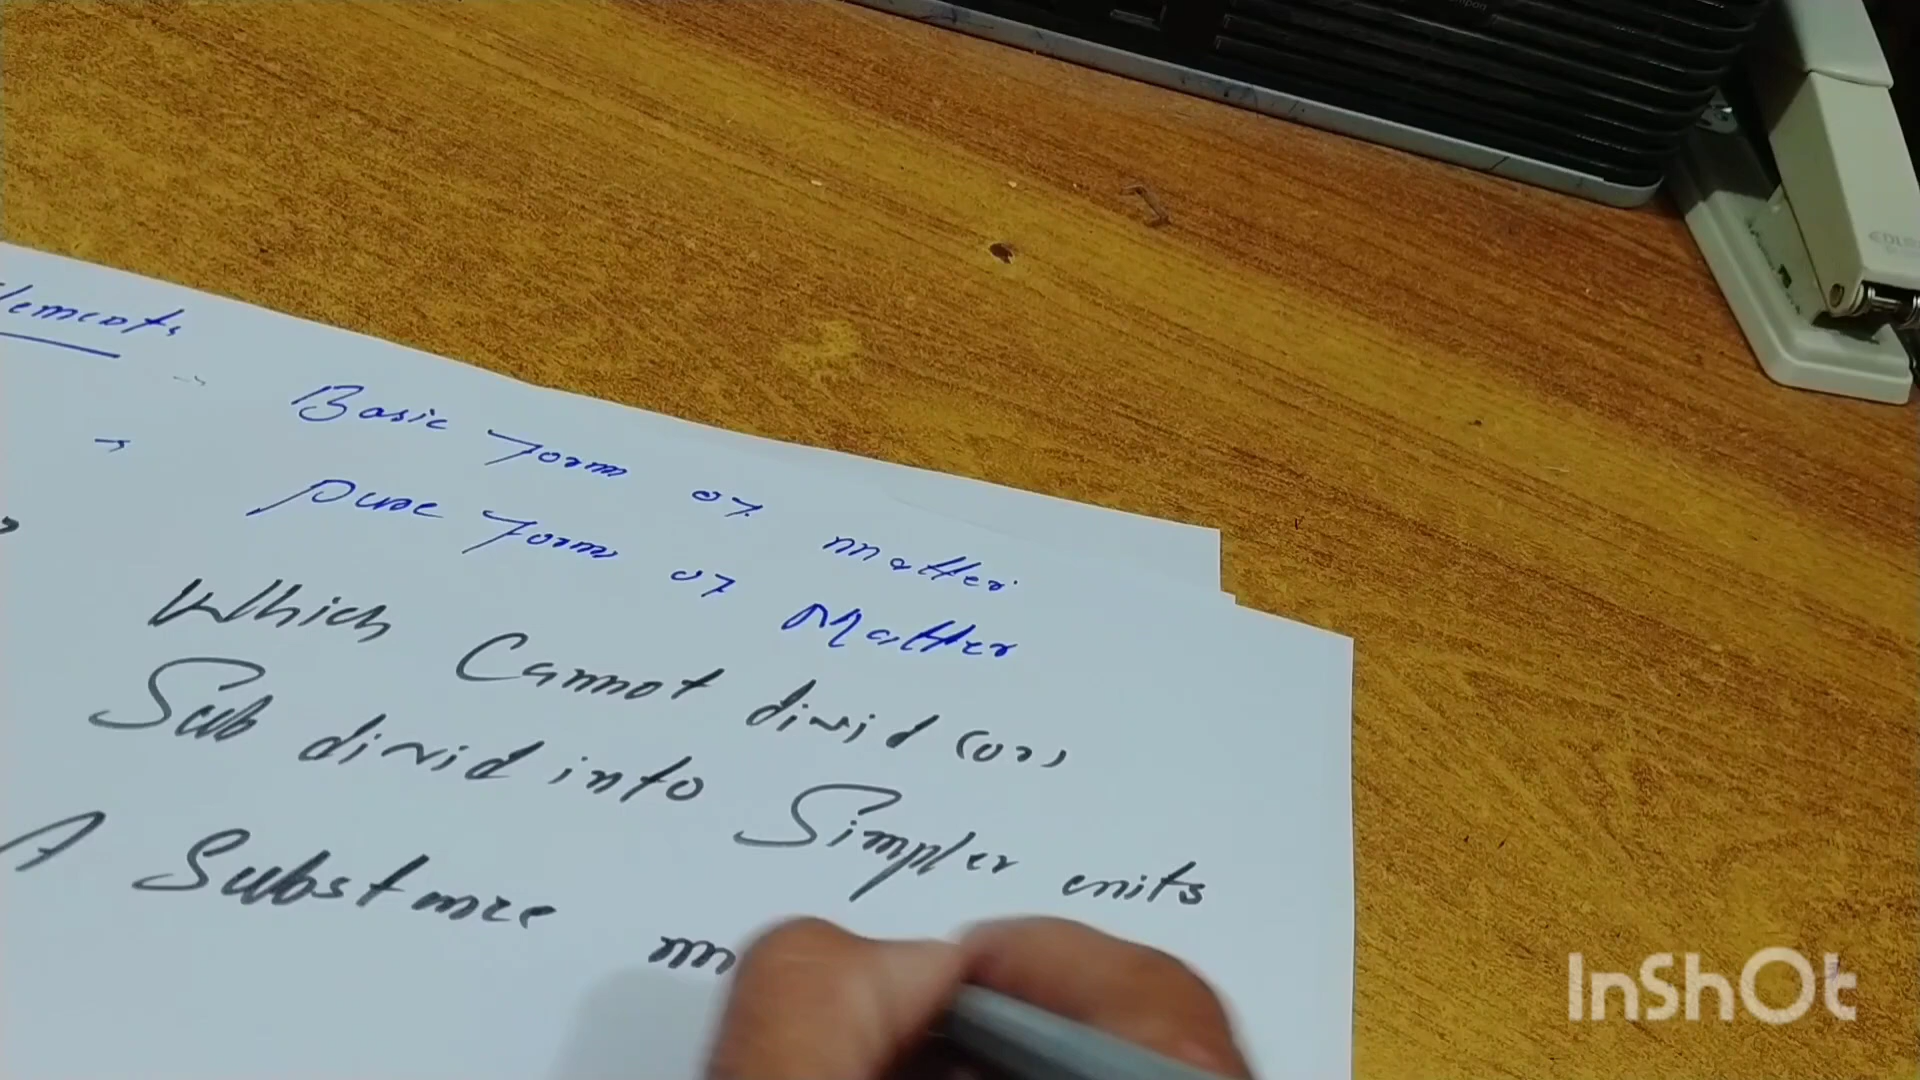 lements
Basic form of matter
pure form of Matter
Which Cannot divid (or)
Sub divid into Simpler units
A Substance m
InShOt